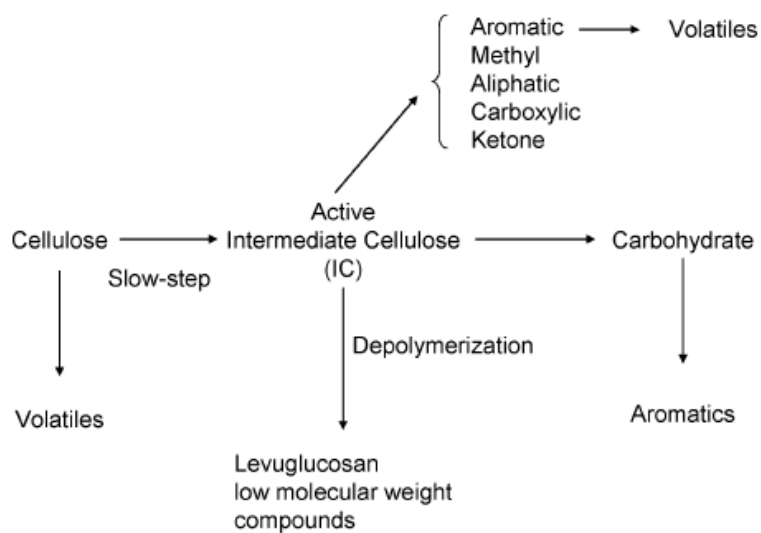 Aromatic
Volatiles
Methyl
Aliphatic
Carboxylic
Ketone
Active
Cellulose
Intermediate Cellulose
Carbohydrate
(IC)
Slow-step
Depolymerization
Volatiles
Aromatics
Levuglucosan
low molecular weight
compounds